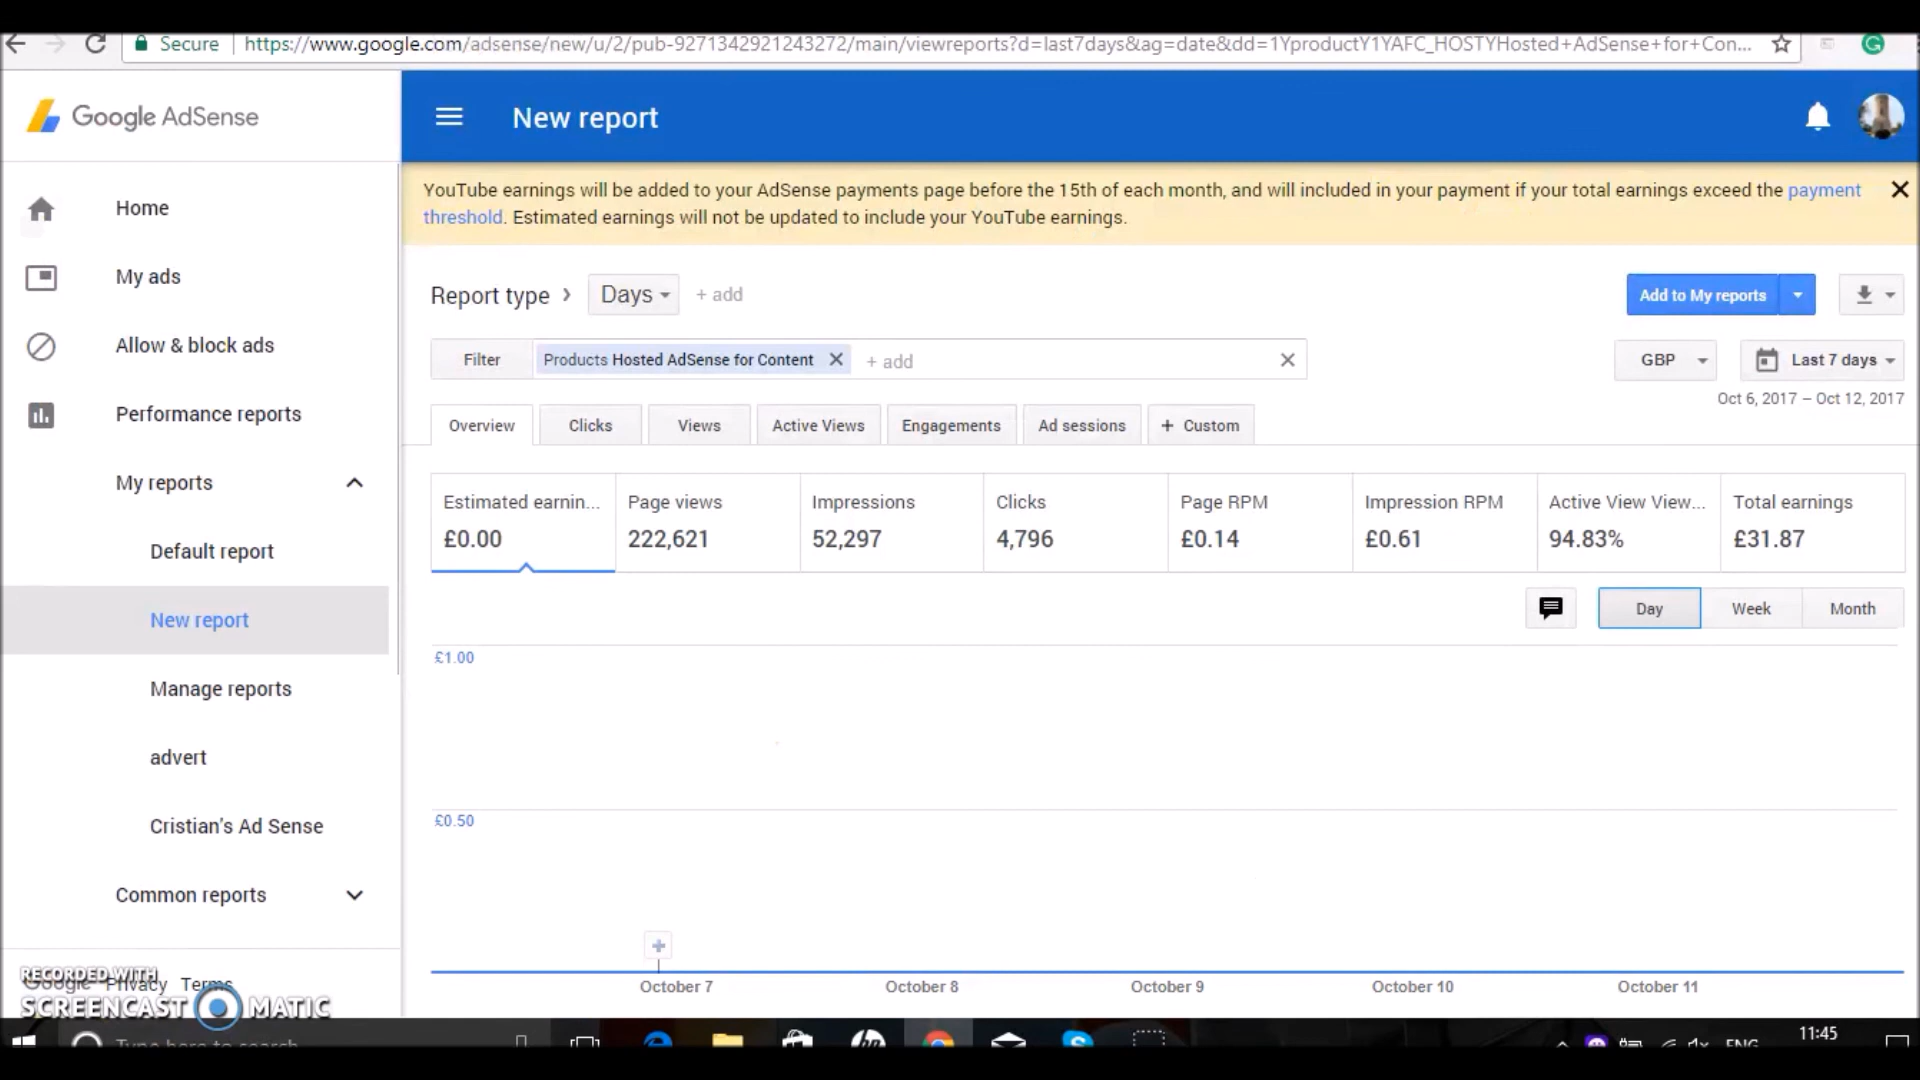 Secure https://www.google.com/adsense/new/u/2/pub-9271342921243272/main/viewreports?d=last7days&ag=date&dd=1YproductY1YAFC_HOSTYHosted+AdSense+for+Con...
Google AdSense
New report
YouTube earnings will be added to your AdSense payments page before the 15th of each month, and will included in your payment if your total earnings exceed the payment
threshold. Estimated earnings will not be updated to include your YouTube earnings.
Home
My ads
Allow & block ads
Performance reports
My reports
Default report
New report
Manage reports
advert
Cristian's Ad Sense
Common reports
Google Privacy Terms
RECORDED WITH
SCREENCAST MATIC
Report type Days + add
Add to My reports
Filter Products Hosted AdSense for Content + add
GBP Last 7 days
Oct 6, 2017 – Oct 12, 2017
Overview Clicks Views Active Views Engagements Ad sessions + Custom
Estimated earnin... Page views Impressions Clicks Page RPM Impression RPM Active View View... Total earnings
£0.00 222,621 52,297 4,796 £0.14 £0.61 94.83% £31.87
Day Week Month
£1.00
£0.50
October 7 October 8 October 9 October 10 October 11
Type here to search
ENG 11:45